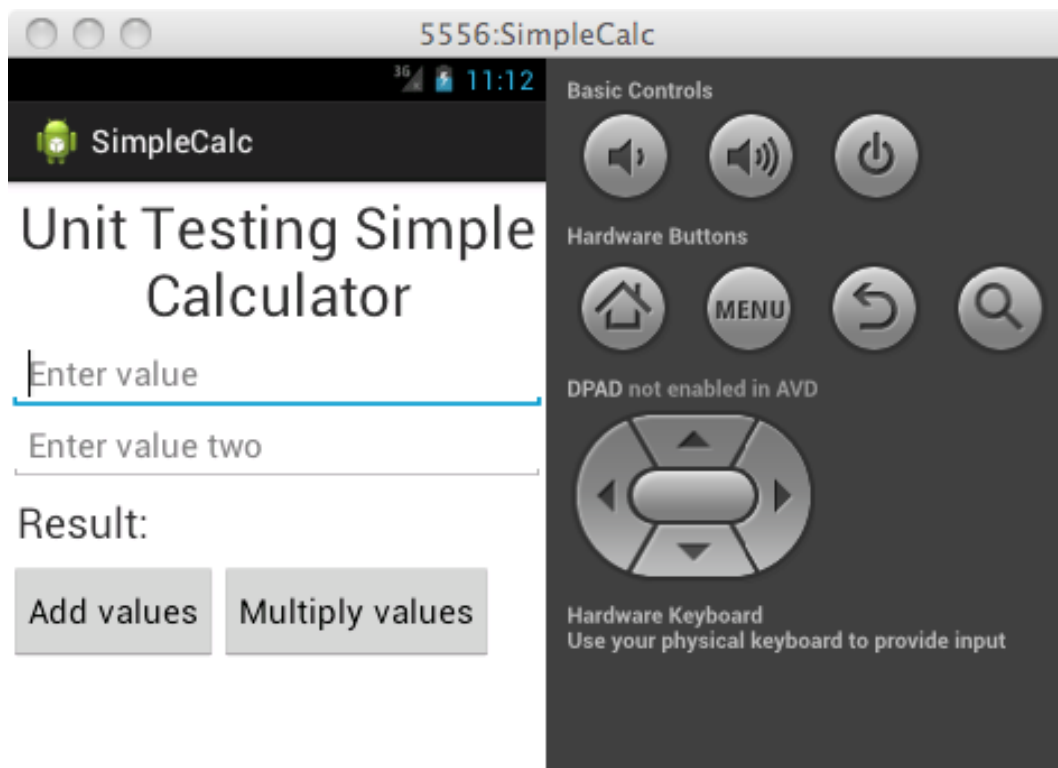 5556:SimpleCalc
3G 11:12
SimpleCalc
Unit Testing Simple
Calculator
Enter value
Enter value two
Result:
Add values
Multiply values
Basic Controls
Hardware Buttons
MENU
DPAD not enabled in AVD
Hardware Keyboard
Use your physical keyboard to provide input